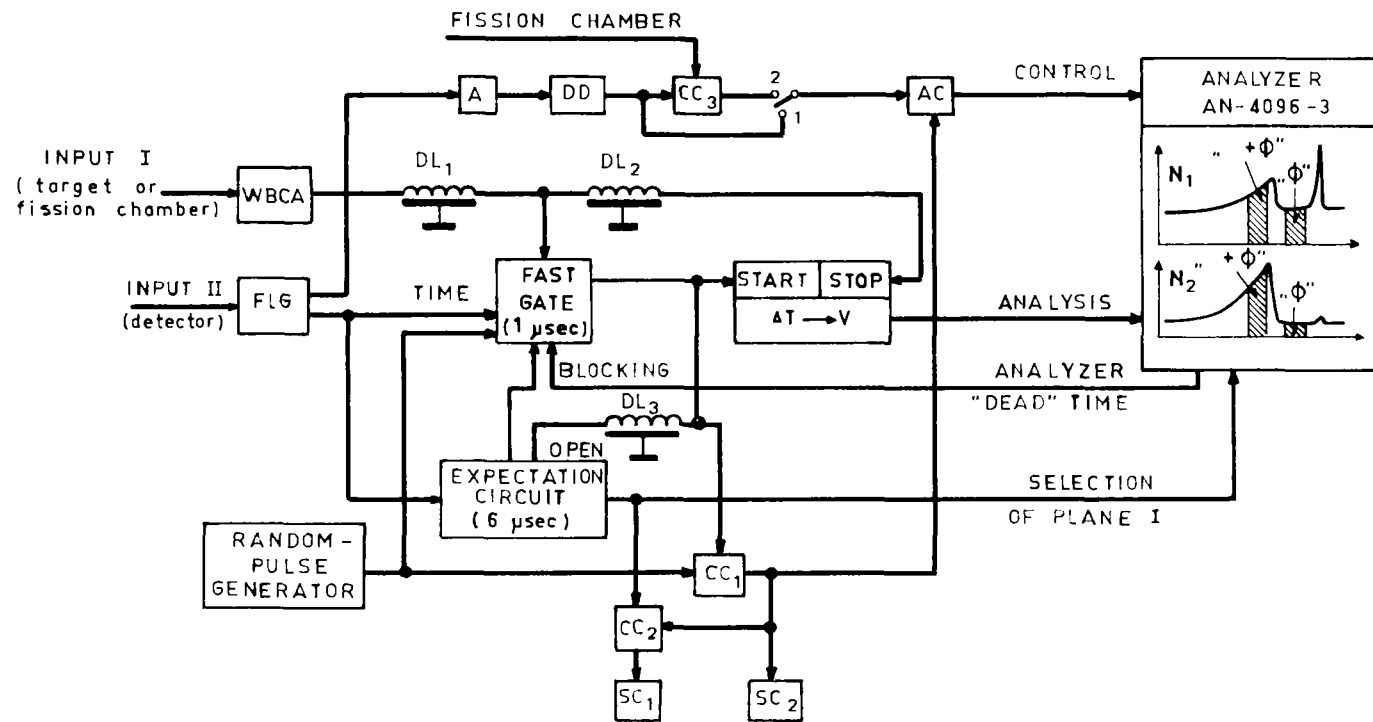 FISSION CHAMBER
A
DD
CC3
2
1
AC
CONTROL
ANALYZER
AN-4096-3
INPUT I
(target or
fission chamber)
WBCA
DL1
DL2
N1
"+Φ"
"Φ"
INPUT II
(detector)
FLG
TIME
FAST
GATE
(1 μsec)
START
STOP
ΔT → V
ANALYSIS
N2
"+Φ"
"Φ"
BLOCKING
ANALYZER
"DEAD" TIME
DL3
OPEN
EXPECTATION
CIRCUIT
(6 μsec)
SELECTION
OF PLANE I
RANDOM-
PULSE
GENERATOR
CC1
CC2
SC1
SC2